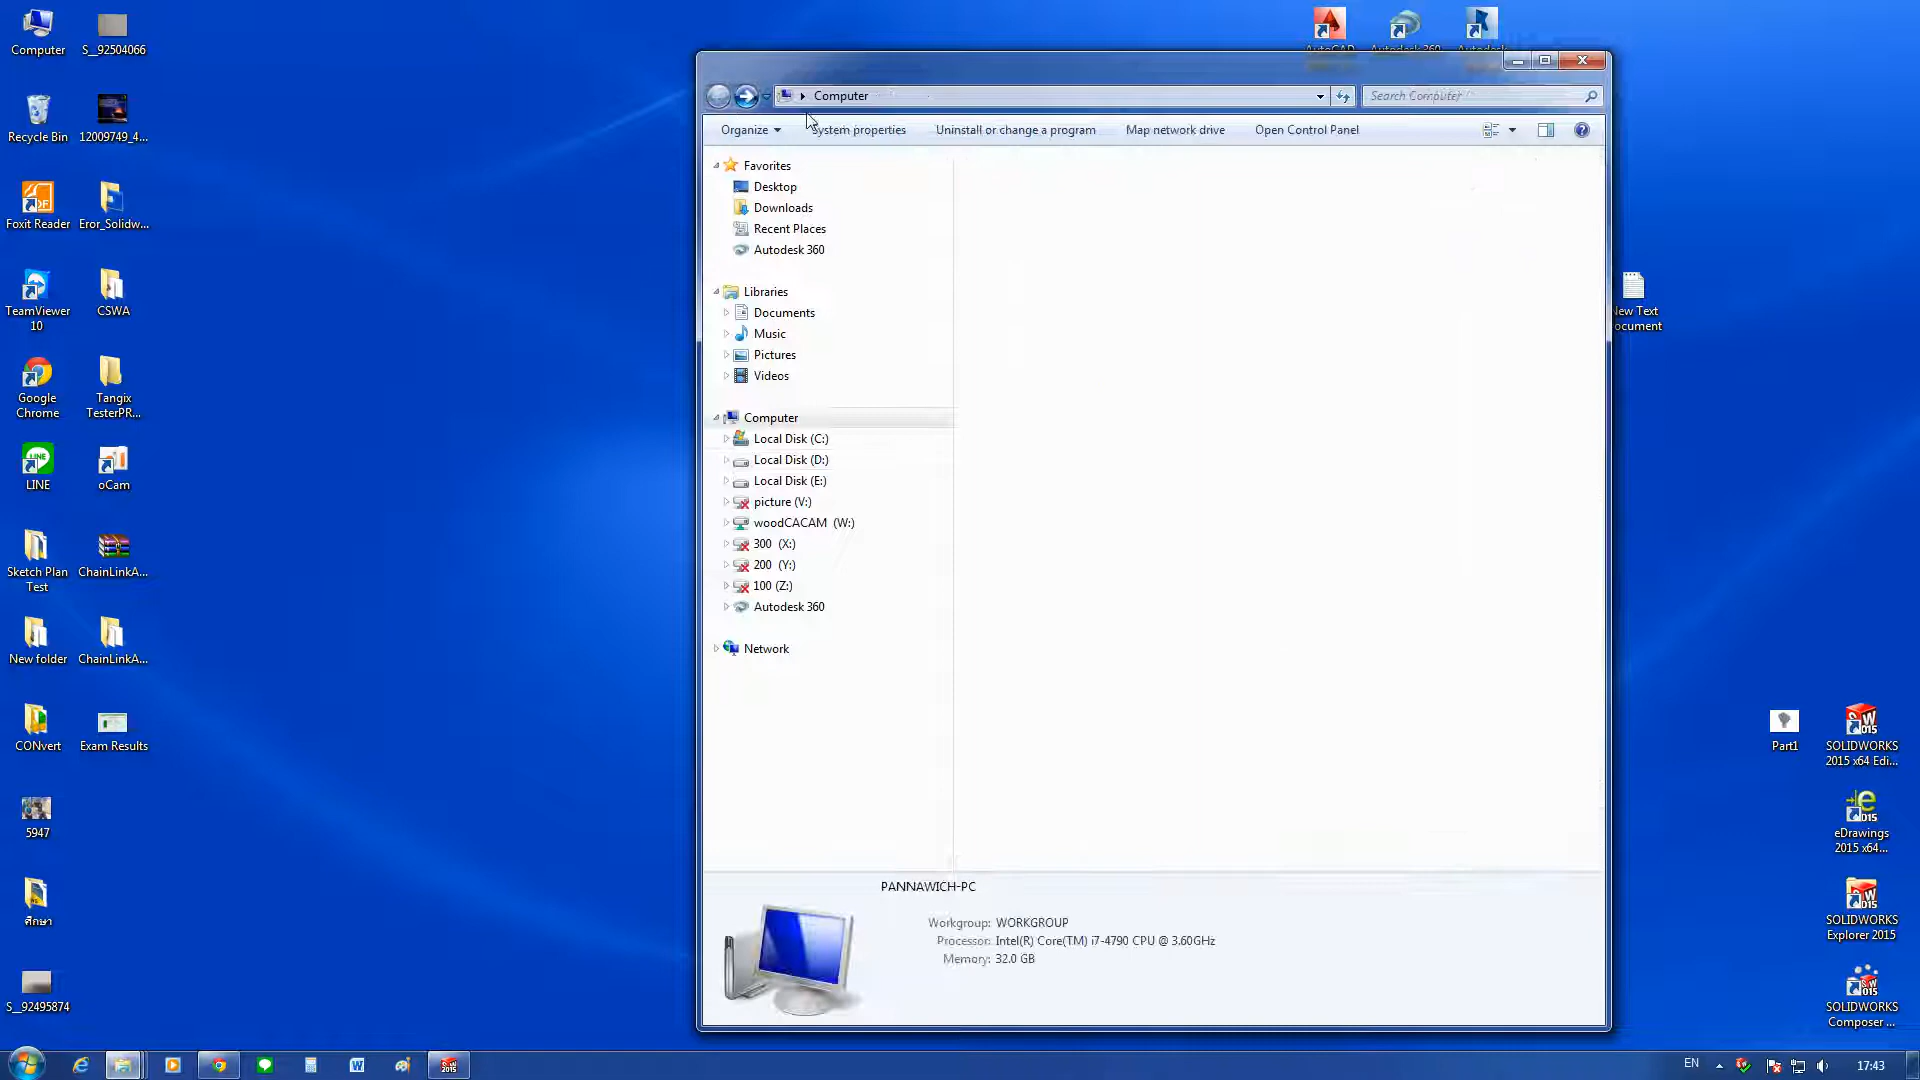 Computer
S__92504066
Recycle Bin
12009749_4...
Foxit Reader
Eror_Solidw...
TeamViewer
10
CSWA
Google
Chrome
Tangix
TesterPR...
LINE
oCam
Sketch Plan
Test
ChainLinkA...
New folder
ChainLinkA...
CONvert
Exam Results
5947
ศึกษา
S__92495874
AutoCAD
Autodesk 360
Autodesk
Computer
Search Computer
Organize
System properties
Uninstall or change a program
Map network drive
Open Control Panel
Favorites
Desktop
Downloads
Recent Places
Autodesk 360
Libraries
Documents
Music
Pictures
Videos
Computer
Local Disk (C:)
Local Disk (D:)
Local Disk (E:)
picture (V:)
woodCACAM (W:)
300 (X:)
200 (Y:)
100 (Z:)
Autodesk 360
Network
PANNAWICH-PC
Workgroup: WORKGROUP
Processor: Intel(R) Core(TM) i7-4790 CPU @ 3.60GHz
Memory: 32.0 GB
New Text
Document
Part1
SOLIDWORKS
2015 x64 Edi...
eDrawings
2015 x64...
SOLIDWORKS
Explorer 2015
SOLIDWORKS
Composer ...
EN
17:43